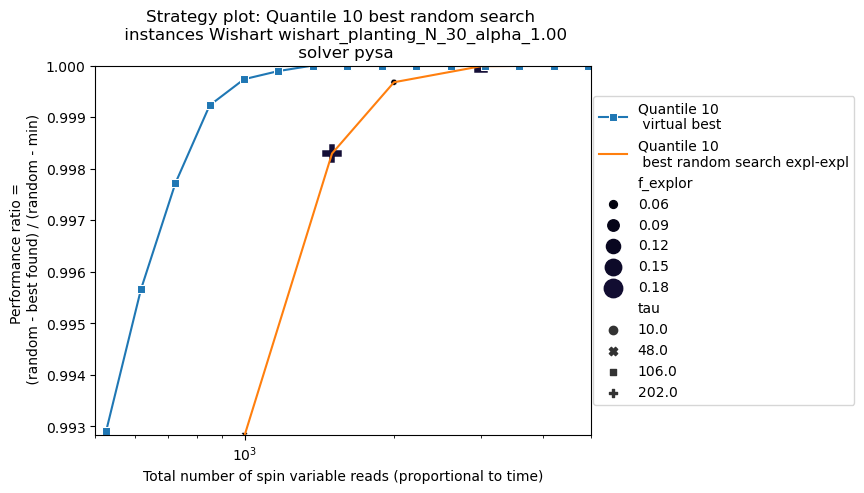 Strategy plot: Quantile 10 best random search
instances Wishart wishart_planting_N_30_alpha_1.00
solver pysa
1.000
0.999
0.998
0.997
0.996
0.995
0.994
0.993
Performance ratio =
(random - best found) / (random - min)
10^3
Total number of spin variable reads (proportional to time)
Quantile 10
virtual best
Quantile 10
best random search expl-expl
f_explor
0.06
0.09
0.12
0.15
0.18
tau
10.0
48.0
106.0
202.0